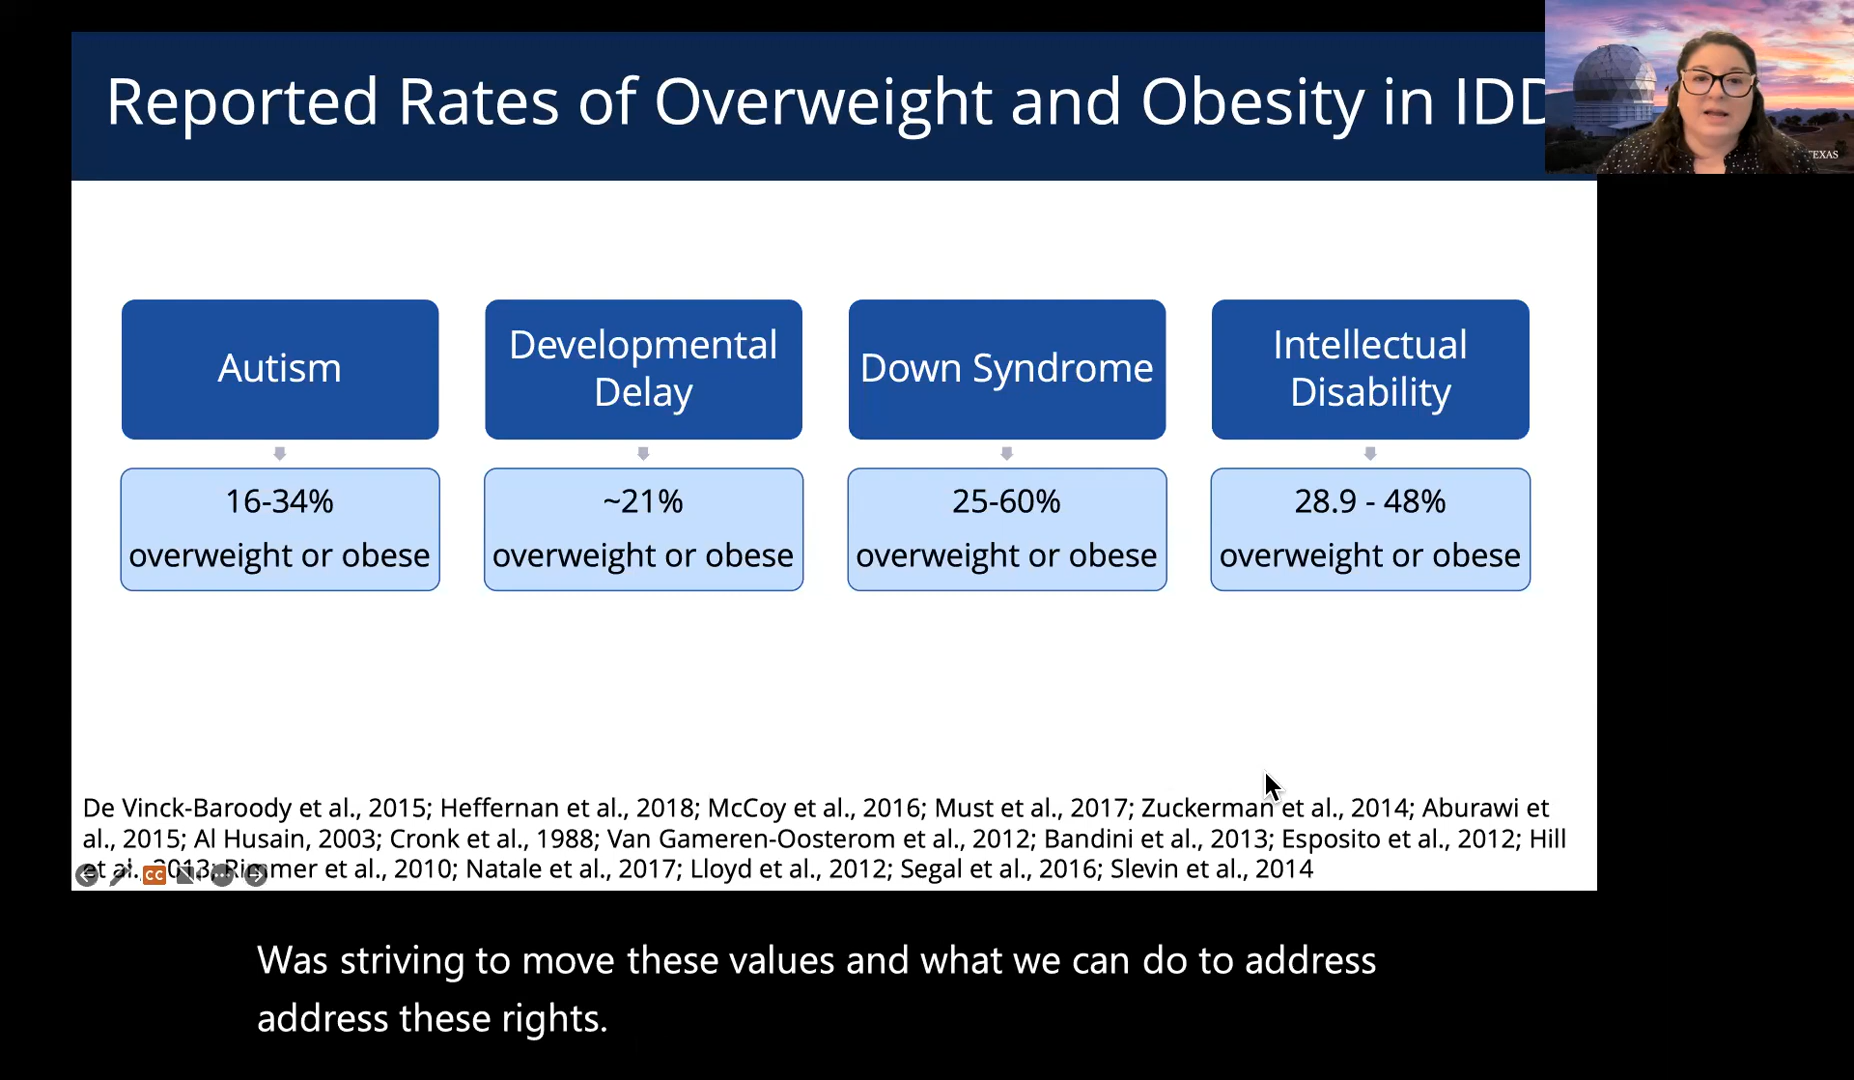 Reported Rates of Overweight and Obesity in IDD
TEXAS
Autism
Developmental
Delay
Down Syndrome
Intellectual
Disability
16-34%
overweight or obese
~21%
overweight or obese
25-60%
overweight or obese
28.9 - 48%
overweight or obese
De Vinck-Baroody et al., 2015; Heffernan et al., 2018; McCoy et al., 2016; Must et al., 2017; Zuckerman et al., 2014; Aburawi et
al., 2015; Al Husain, 2003; Cronk et al., 1988; Van Gameren-Oosterom et al., 2012; Bandini et al., 2013; Esposito et al., 2012; Hill
et al., 2013; Rimmer et al., 2010; Natale et al., 2017; Lloyd et al., 2012; Segal et al., 2016; Slevin et al., 2014
CC
Was striving to move these values and what we can do to address
address these rights.